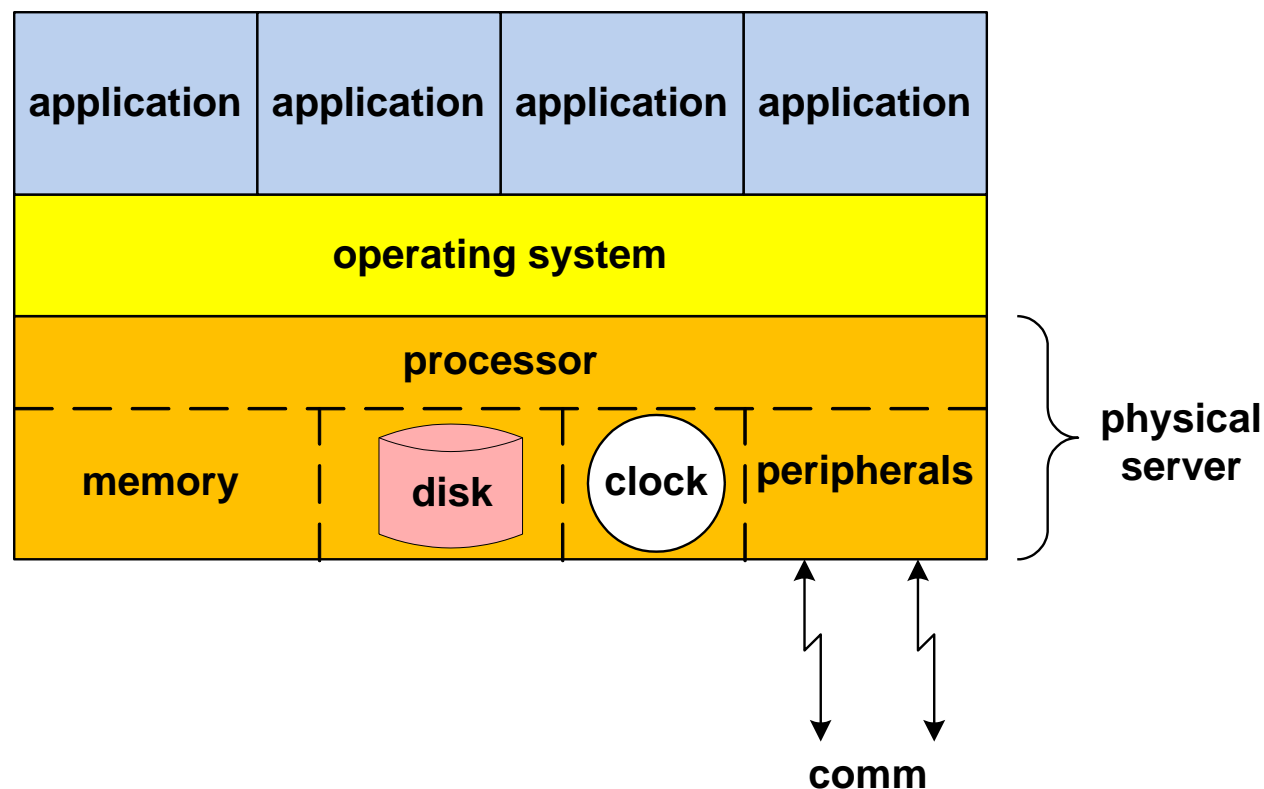 application application application application
operating system
processor
memory disk clock peripherals
physical
server
comm